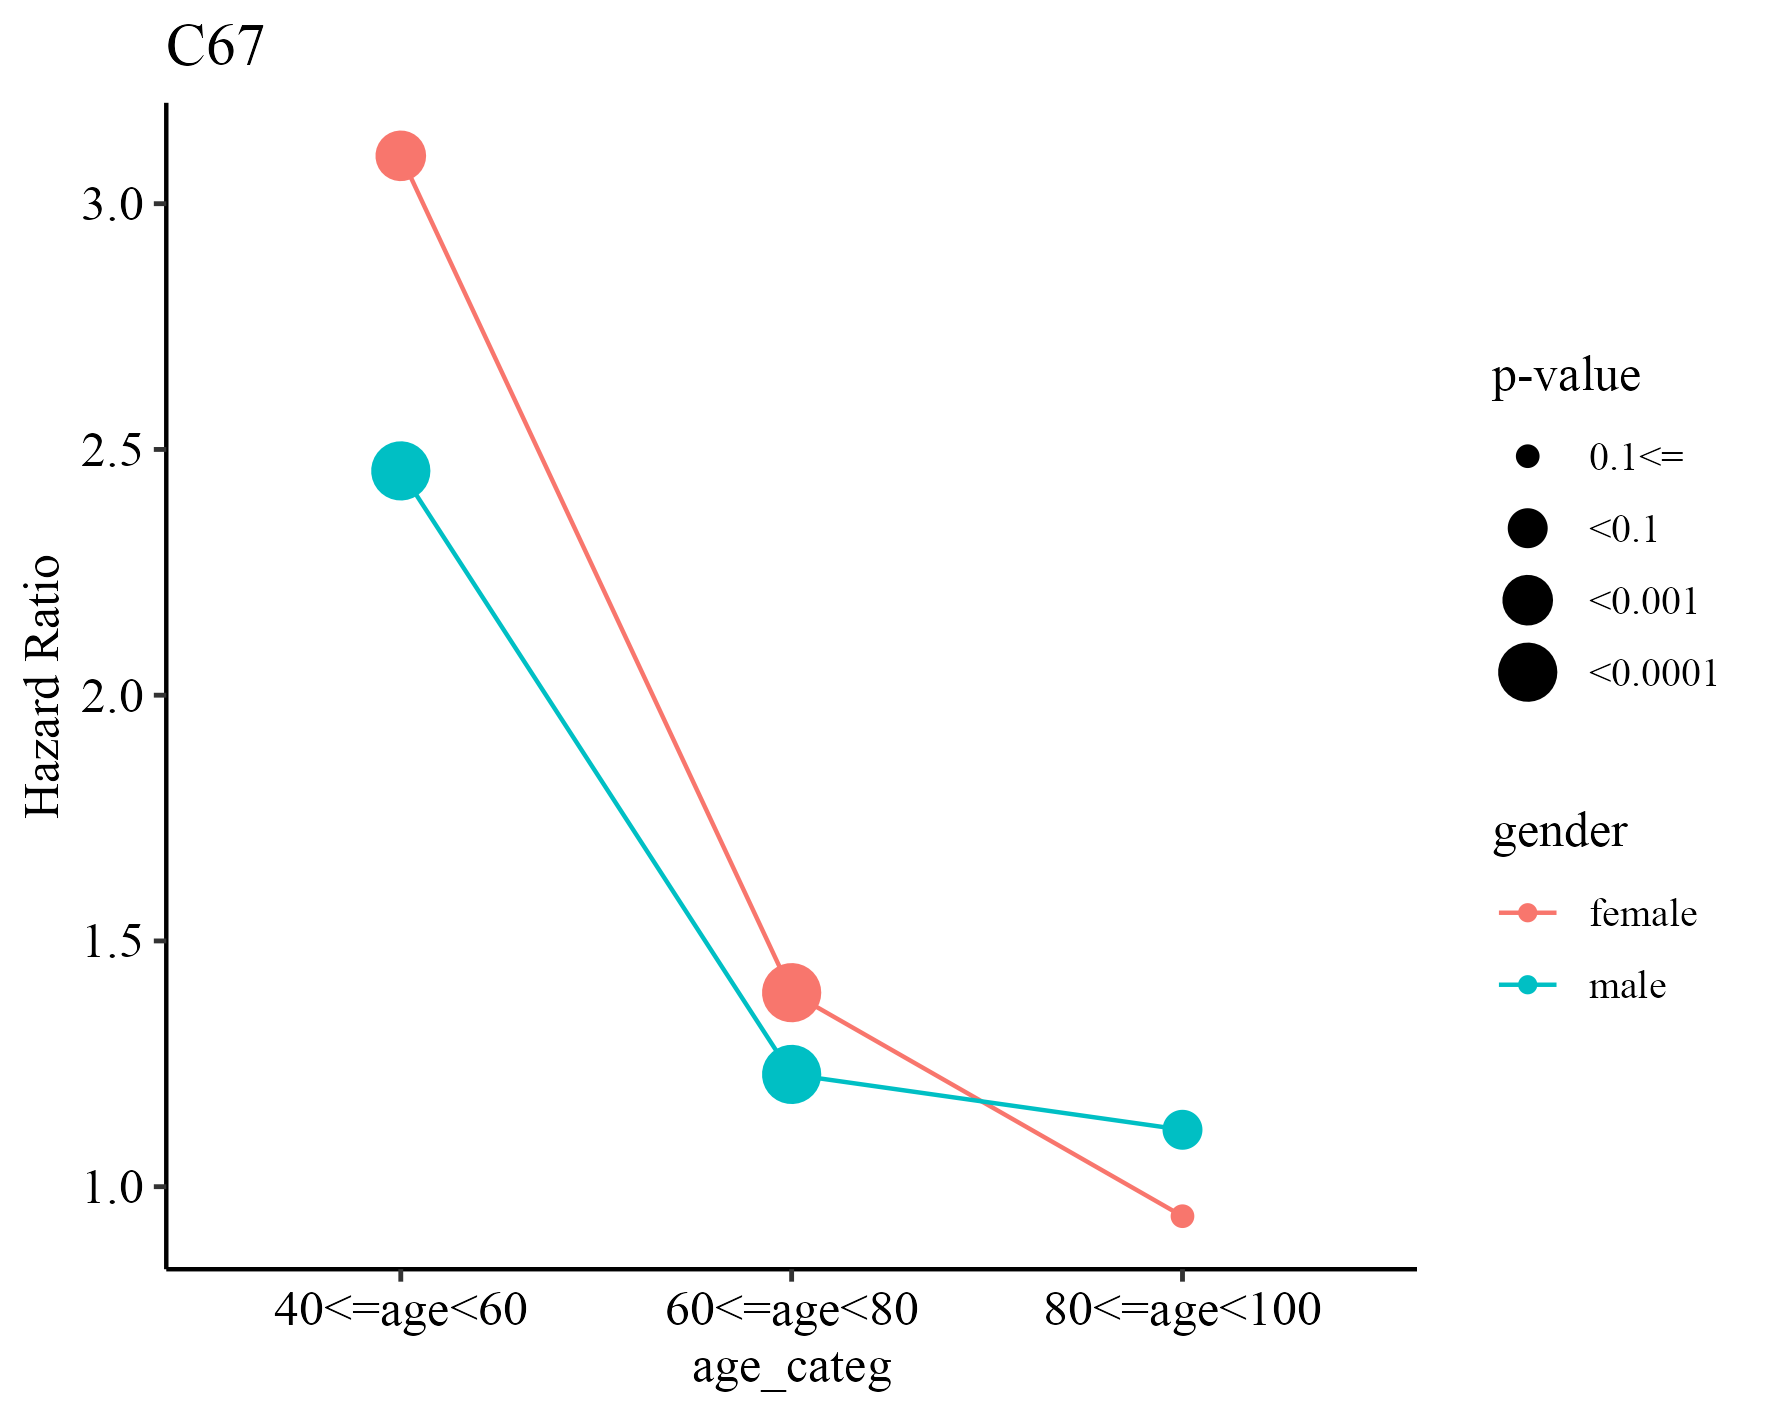 C67
3.0
2.5
2.0
1.5
1.0
Hazard Ratio
40<=age<60
60<=age<80
80<=age<100
age_categ
p-value
0.1<=
<0.1
<0.001
<0.0001
gender
female
male